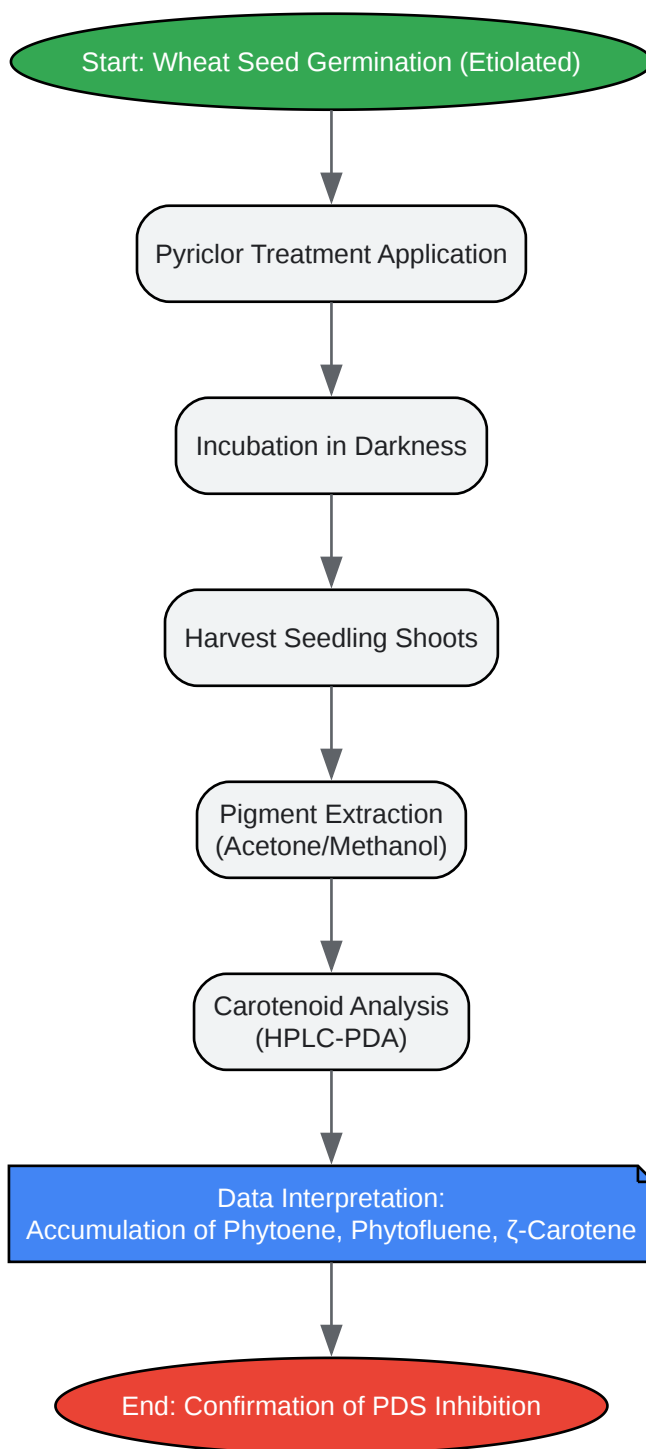 Start: Wheat Seed Germination (Etiolated)
Pyriclor Treatment Application
Incubation in Darkness
Harvest Seedling Shoots
Pigment Extraction
(Acetone/Methanol)
Carotenoid Analysis
(HPLC-PDA)
Data Interpretation:
Accumulation of Phytoene, Phytofluene, ζ-Carotene
End: Confirmation of PDS Inhibition